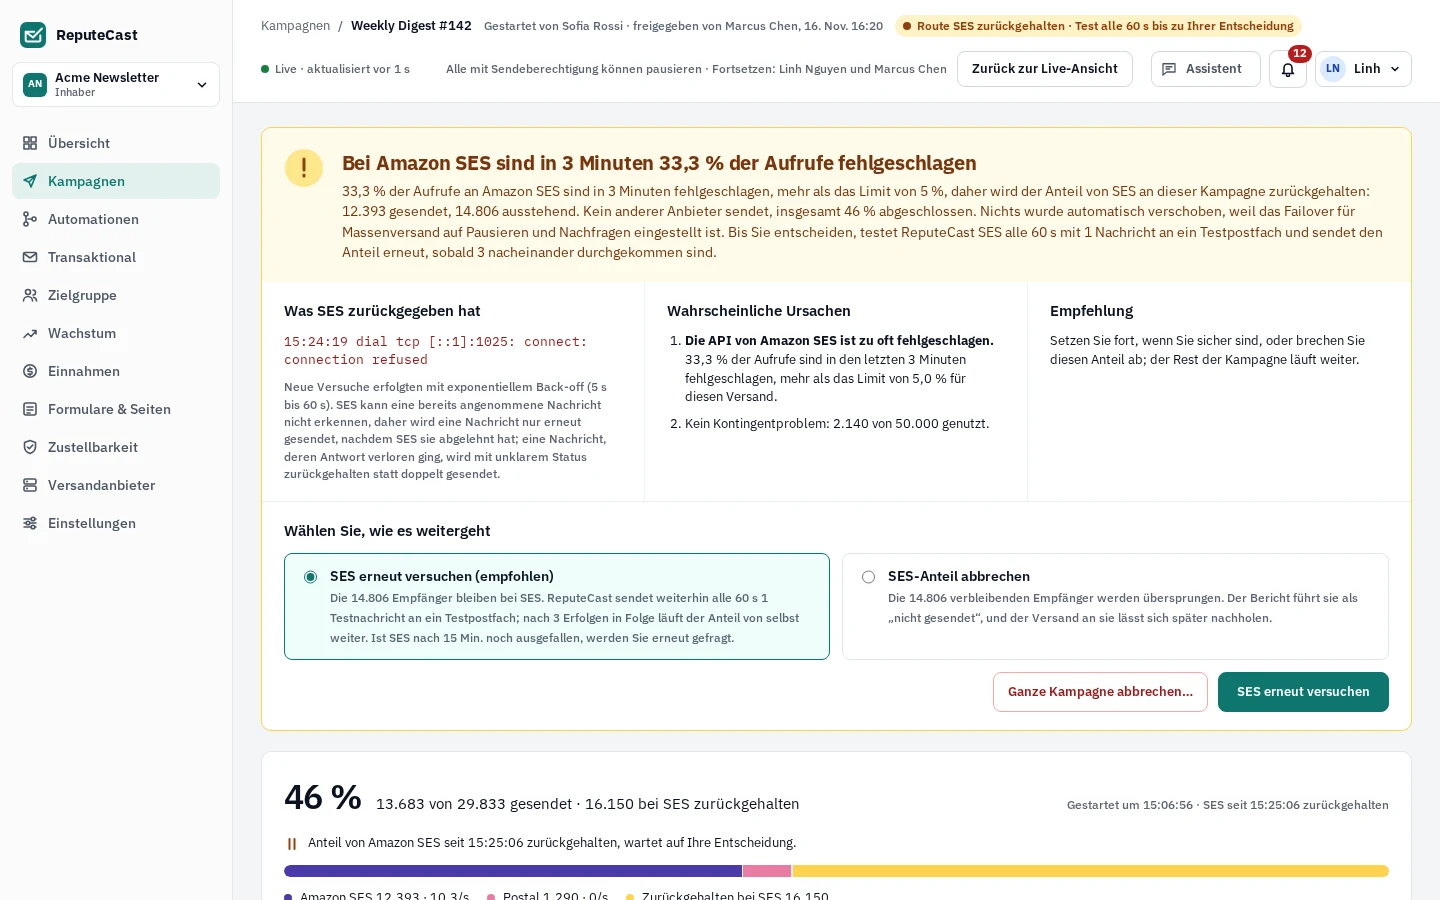 ReputeCast
AN
Acme Newsletter
Inhaber
Übersicht
Kampagnen
Automationen
Transaktional
Zielgruppe
Wachstum
Einnahmen
Formulare & Seiten
Zustellbarkeit
Versandanbieter
Einstellungen
Kampagnen / Weekly Digest #142 Gestartet von Sofia Rossi · freigegeben von Marcus Chen, 16. Nov. 16:20
Route SES zurückgehalten · Test alle 60 s bis zu Ihrer Entscheidung
Live · aktualisiert vor 1 s
Alle mit Sendeberechtigung können pausieren · Fortsetzen: Linh Nguyen und Marcus Chen
Zurück zur Live-Ansicht
Assistent
12
LN Linh
Bei Amazon SES sind in 3 Minuten 33,3 % der Aufrufe fehlgeschlagen
33,3 % der Aufrufe an Amazon SES sind in 3 Minuten fehlgeschlagen, mehr als das Limit von 5 %, daher wird der Anteil von SES an dieser Kampagne zurückgehalten:
12.393 gesendet, 14.806 ausstehend. Kein anderer Anbieter sendet, insgesamt 46 % abgeschlossen. Nichts wurde automatisch verschoben, weil das Failover für
Massenversand auf Pausieren und Nachfragen eingestellt ist. Bis Sie entscheiden, testet ReputeCast SES alle 60 s mit 1 Nachricht an ein Testpostfach und sendet den
Anteil erneut, sobald 3 nacheinander durchgekommen sind.
Was SES zurückgegeben hat
15:24:19 dial tcp [::1]:1025: connect:
connection refused
Neue Versuche erfolgten mit exponentiellem Back-off (5 s
bis 60 s). SES kann eine bereits angenommene Nachricht
nicht erkennen, daher wird eine Nachricht nur erneut
gesendet, nachdem SES sie abgelehnt hat; eine Nachricht,
deren Antwort verloren ging, wird mit unklarem Status
zurückgehalten statt doppelt gesendet.
Wahrscheinliche Ursachen
1. Die API von Amazon SES ist zu oft fehlgeschlagen.
33,3 % der Aufrufe sind in den letzten 3 Minuten
fehlgeschlagen, mehr als das Limit von 5,0 % für
diesen Versand.
2. Kein Kontingentproblem: 2.140 von 50.000 genutzt.
Empfehlung
Setzen Sie fort, wenn Sie sicher sind, oder brechen Sie
diesen Anteil ab; der Rest der Kampagne läuft weiter.
Wählen Sie, wie es weitergeht
SES erneut versuchen (empfohlen)
Die 14.806 Empfänger bleiben bei SES. ReputeCast sendet weiterhin alle 60 s 1
Testnachricht an ein Testpostfach; nach 3 Erfolgen in Folge läuft der Anteil von selbst
weiter. Ist SES nach 15 Min. noch ausgefallen, werden Sie erneut gefragt.
SES-Anteil abbrechen
Die 14.806 verbleibenden Empfänger werden übersprungen. Der Bericht führt sie als
„nicht gesendet“, und der Versand an sie lässt sich später nachholen.
Ganze Kampagne abbrechen…
SES erneut versuchen
46 % 13.683 von 29.833 gesendet · 16.150 bei SES zurückgehalten
Gestartet um 15:06:56 · SES seit 15:25:06 zurückgehalten
Anteil von Amazon SES seit 15:25:06 zurückgehalten, wartet auf Ihre Entscheidung.
Amazon SES 12.393 · 10,3/s
Postal 1.290 · 0/s
Zurückgehalten bei SES 16.150